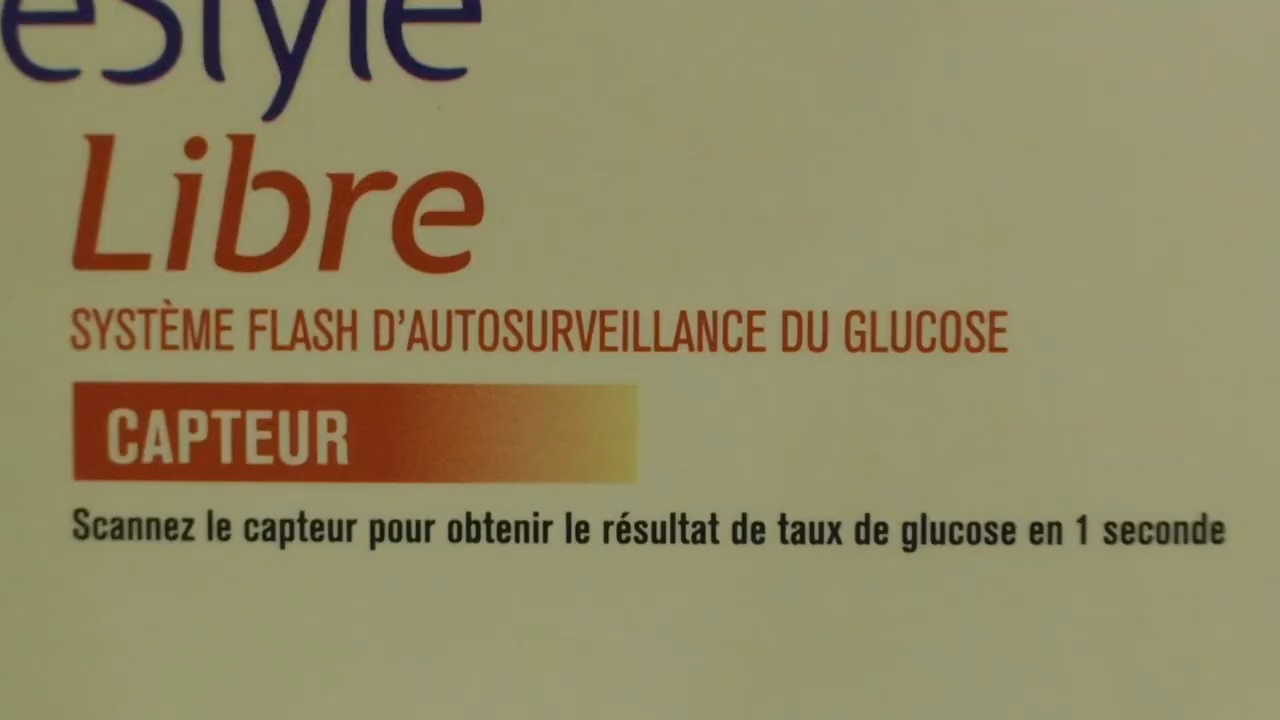 eStyle
Libre
SYSTÈME FLASH D'AUTOSURVEILLANCE DU GLUCOSE
CAPTEUR
Scannez le capteur pour obtenir le résultat de taux de glucose en 1 seconde